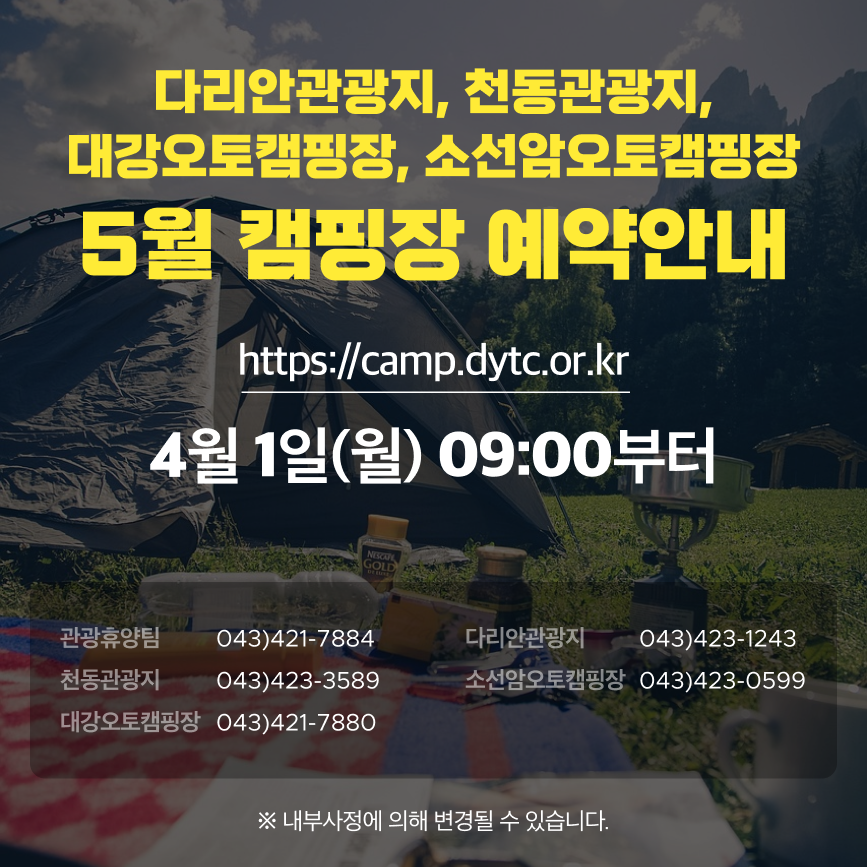 다리안관광지, 천동관광지,
대강오토캠핑장, 소선암오토캠핑장
5월 캠핑장 예약안내
https://camp.dytc.or.kr
4월 1일(월) 09:00부터
NESCAFÉ
GOLD
관광휴양팀 043)421-7884 다리안관광지 043)423-1243
천동관광지 043)423-3589 소선암오토캠핑장 043)423-0599
대강오토캠핑장 043)421-7880
※ 내부사정에 의해 변경될 수 있습니다.